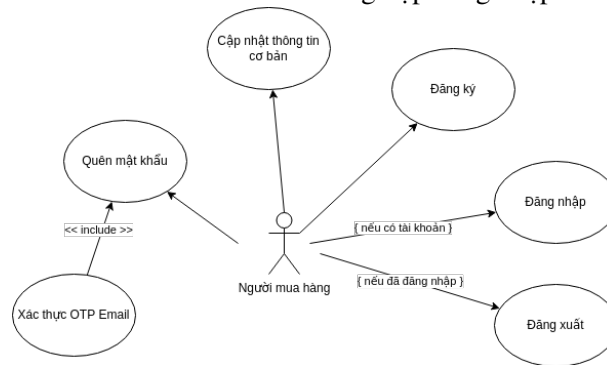 Cập nhật thông tin
cơ bản
Đăng ký
Quên mật khẩu
<< include >>
{ nếu có tài khoản }
Đăng nhập
Người mua hàng
{ nếu đã đăng nhập }
Xác thực OTP Email
Đăng xuất